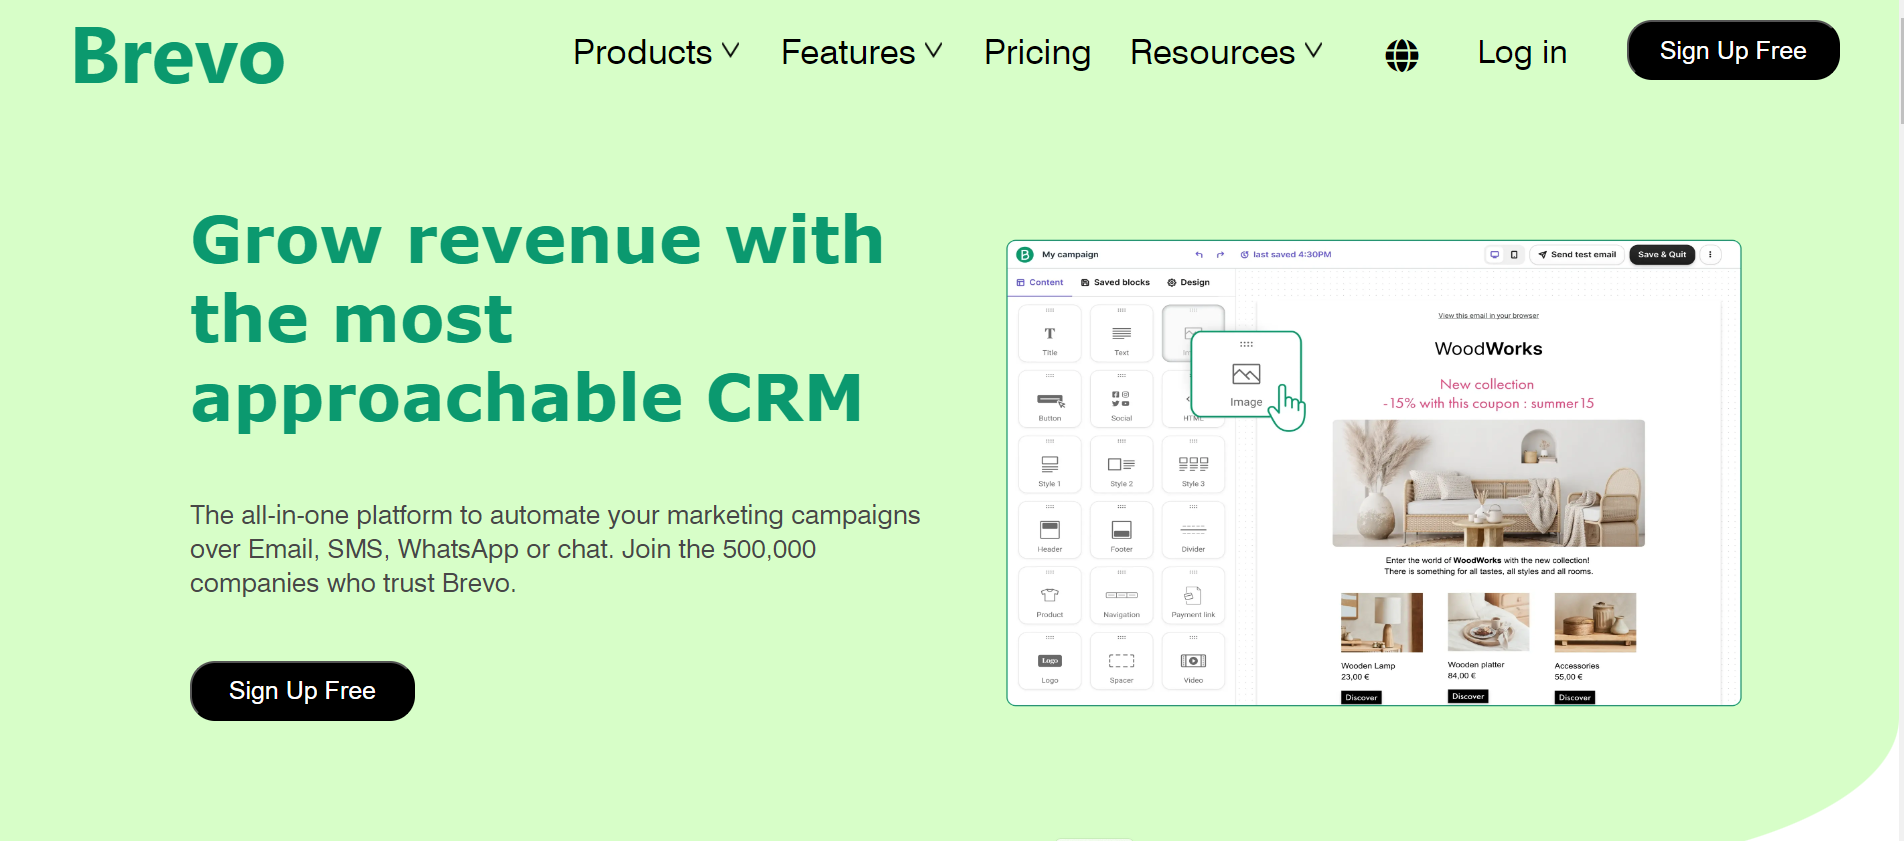 Brevo
Products
Features
Pricing
Resources
Log in
Sign Up Free
Grow revenue with
the most
approachable CRM
The all-in-one platform to automate your marketing campaigns
over Email, SMS, WhatsApp or chat. Join the 500,000
companies who trust Brevo.
Sign Up Free
B
My campaign
last saved 4:30PM
Send test email
Save & Quit
Content
Saved blocks
Design
T
Title
Text
Image
Button
Social
HTML
Style 1
Style 2
Style 3
Header
Footer
Divider
Product
Navigation
Payment link
Logo
Logo
Spacer
Video
View this email in your browser
WoodWorks
New collection
-15% with this coupon : summer15
Enter the world of WoodWorks with the new collection!
There is something for all tastes, all styles and all rooms.
Wooden Lamp
23,00 €
Discover
Wooden platter
84,00 €
Discover
Accessories
55,00 €
Discover